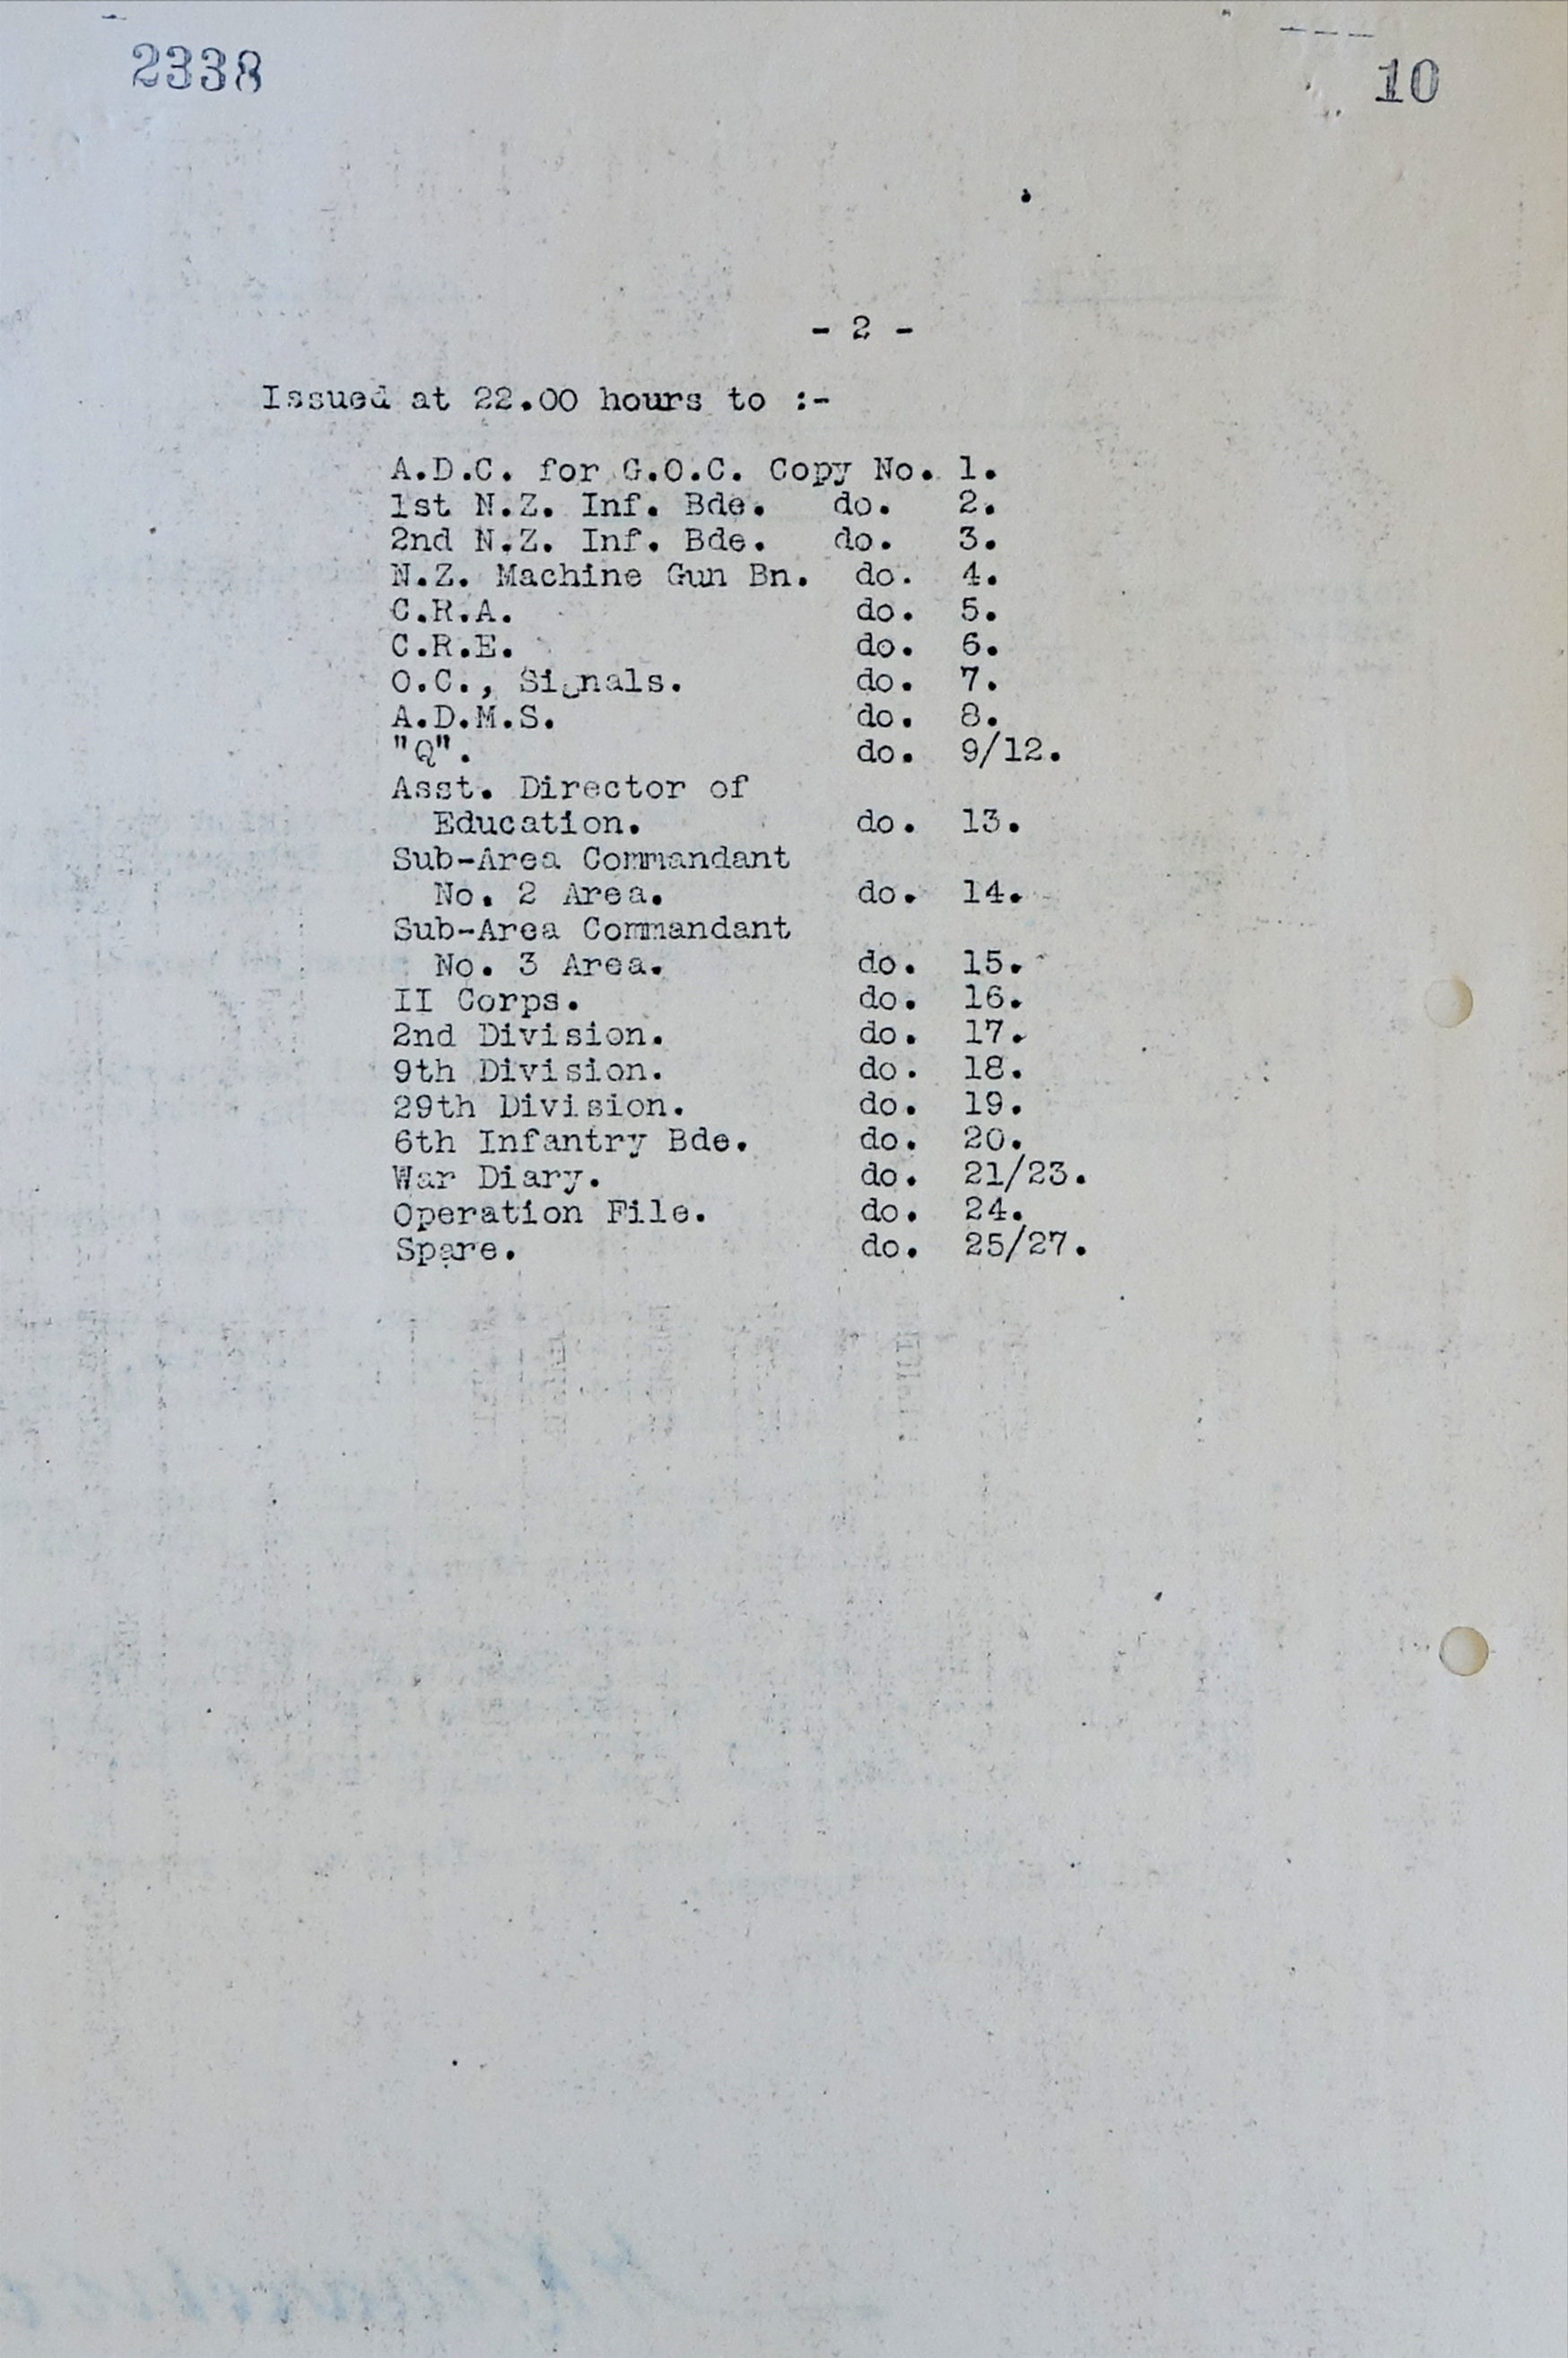 2338
10
- 2 -
Issued at 22.00 hours to :-
A.D.C. for G.O.C. Copy No. 1.
1st N.Z. Inf. Bde. do. 2.
2nd N.Z. Inf. Bde. do. 3.
N.Z. Machine Gun Bn. do. 4.
C.R.A. do. 5.
C.R.E. do. 6.
O.C., Signals. do. 7.
A.D.M.S. do. 8.
"Q". do. 9/12.
Asst. Director of
Education. do. 13.
Sub-Area Commandant
No. 2 Area. do. 14.
Sub-Area Commandant
No. 3 Area. do. 15.
II Corps. do. 16.
2nd Division. do. 17.
9th Division. do. 18.
29th Division. do. 19.
6th Infantry Bde. do. 20.
War Diary. do. 21/23.
Operation File. do. 24.
Spare. do. 25/27.